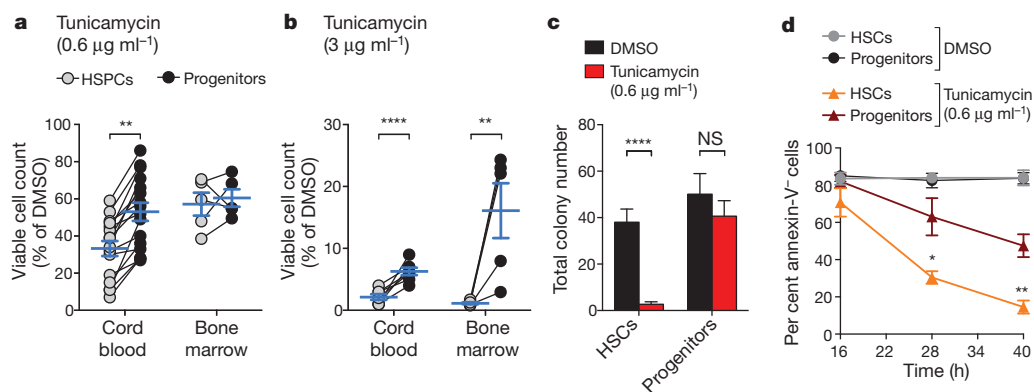 a Tunicamycin
(0.6 µg ml⁻¹)
HSPCs Progenitors
Viable cell count
(% of DMSO)
100
80
60
40
20
0
**
Cord
blood
Bone
marrow
b Tunicamycin
(3 µg ml⁻¹)
Viable cell count
(% of DMSO)
30
20
10
0
****
**
Cord
blood
Bone
marrow
c
DMSO
Tunicamycin
(0.6 µg ml⁻¹)
Total colony number
80
60
40
20
0
****
NS
HSCs
Progenitors
d
HSCs
Progenitors
DMSO
HSCs
Progenitors
Tunicamycin
(0.6 µg ml⁻¹)
Per cent annexin-V⁻ cells
100
80
60
40
20
0
*
**
16 22 28 34 40
Time (h)